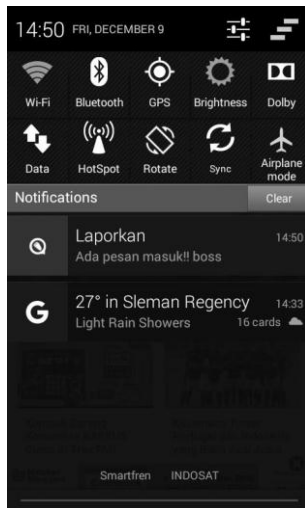 14:50 FRI, DECEMBER 9
Wi-Fi Bluetooth GPS Brightness Dolby
Data HotSpot Rotate Sync Airplane mode
Notifications Clear
Laporkan 14:50
Ada pesan masuk!! boss
27° in Sleman Regency 14:33
Light Rain Showers 16 cards
Smartfren INDOSAT